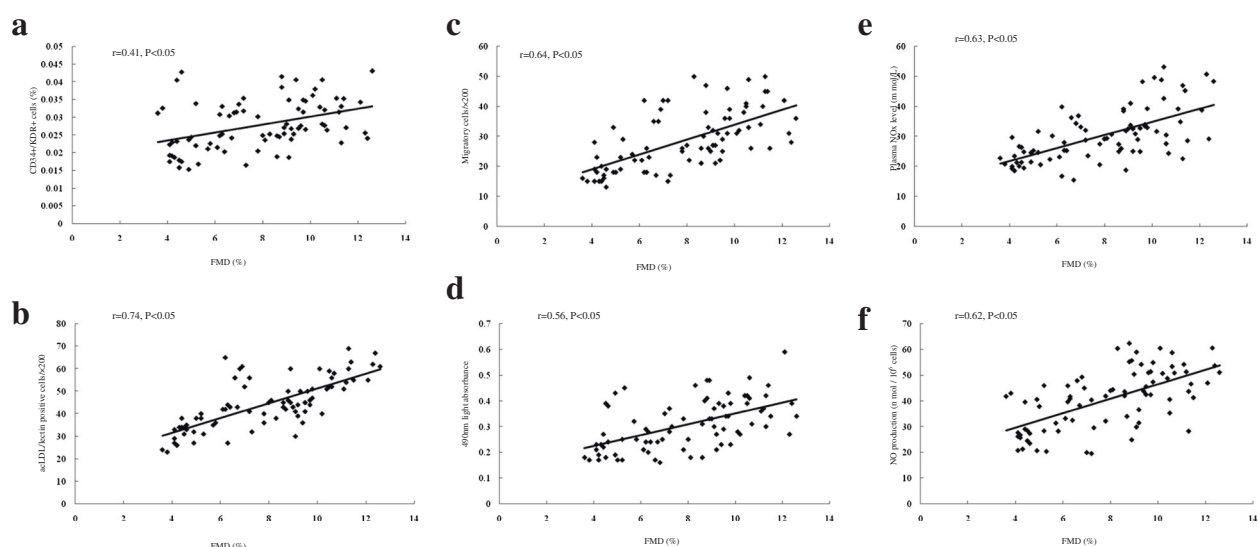 a
r=0.41, P<0.05
CD34+/KDR+ cells (%)
0.05
0.045
0.04
0.035
0.03
0.025
0.02
0.015
0.01
0.005
0
0 2 4 6 8 10 12 14
FMD (%)
b
r=0.74, P<0.05
acLDL/lectin positive cells/x200
80
70
60
50
40
30
20
10
0
0 2 4 6 8 10 12 14
FMD (%)
c
r=0.64, P<0.05
Migratory cells/x200
60
50
40
30
20
10
0
0 2 4 6 8 10 12 14
FMD (%)
d
r=0.56, P<0.05
490nm light absorbance
0.7
0.6
0.5
0.4
0.3
0.2
0.1
0
0 2 4 6 8 10 12 14
FMD (%)
e
r=0.63, P<0.05
Plasma NOx level (m mol/L)
60
50
40
30
20
10
0
0 2 4 6 8 10 12 14
FMD (%)
f
r=0.62, P<0.05
NO production (n mol / 10⁶ cells)
70
60
50
40
30
20
10
0
0 2 4 6 8 10 12 14
FMD (%)